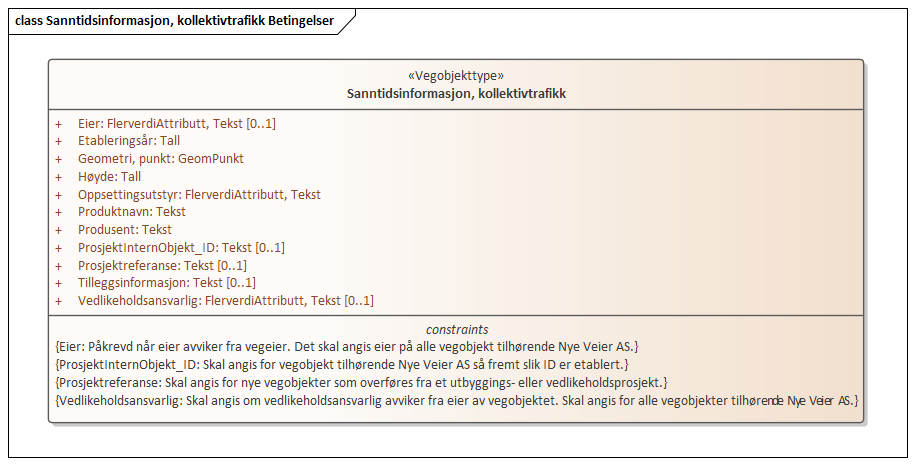 class Sanntidsinformasjon, kollektivtrafikk Betingelser
«Vegobjekttype»
Sanntidsinformasjon, kollektivtrafikk
+ Eier: FlerverdiAttributt, Tekst [0..1]
+ Etableringsår: Tall
+ Geometri, punkt: GeomPunkt
+ Høyde: Tall
+ Oppsettingsutstyr: FlerverdiAttributt, Tekst
+ Produktnavn: Tekst
+ Produsent: Tekst
+ ProsjektInternObjekt_ID: Tekst [0..1]
+ Prosjektreferanse: Tekst [0..1]
+ Tilleggsinformasjon: Tekst [0..1]
+ Vedlikeholdsansvarlig: FlerverdiAttributt, Tekst [0..1]
constraints
{Eier: Påkrevd når eier avviker fra vegeier. Det skal angis eier på alle vegobjekt tilhørende Nye Veier AS.}
{ProsjektInternObjekt_ID: Skal angis for vegobjekt tilhørende Nye Veier AS så fremt slik ID er etablert.}
{Prosjektreferanse: Skal angis for nye vegobjekter som overføres fra et utbyggings- eller vedlikeholdsprosjekt.}
{Vedlikeholdsansvarlig: Skal angis om vedlikeholdsansvarlig avviker fra eier av vegobjektet. Skal angis for alle vegobjekter tilhørende Nye Veier AS.}